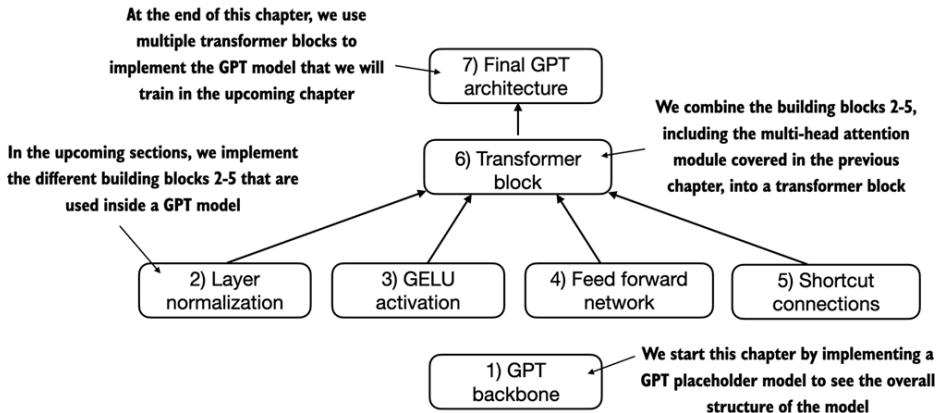 At the end of this chapter, we use
multiple transformer blocks to
implement the GPT model that we will
train in the upcoming chapter
7) Final GPT
architecture
We combine the building blocks 2-5,
including the multi-head attention
module covered in the previous
chapter, into a transformer block
6) Transformer
block
In the upcoming sections, we implement
the different building blocks 2-5 that are
used inside a GPT model
2) Layer
normalization
3) GELU
activation
4) Feed forward
network
5) Shortcut
connections
1) GPT
backbone
We start this chapter by implementing a
GPT placeholder model to see the overall
structure of the model